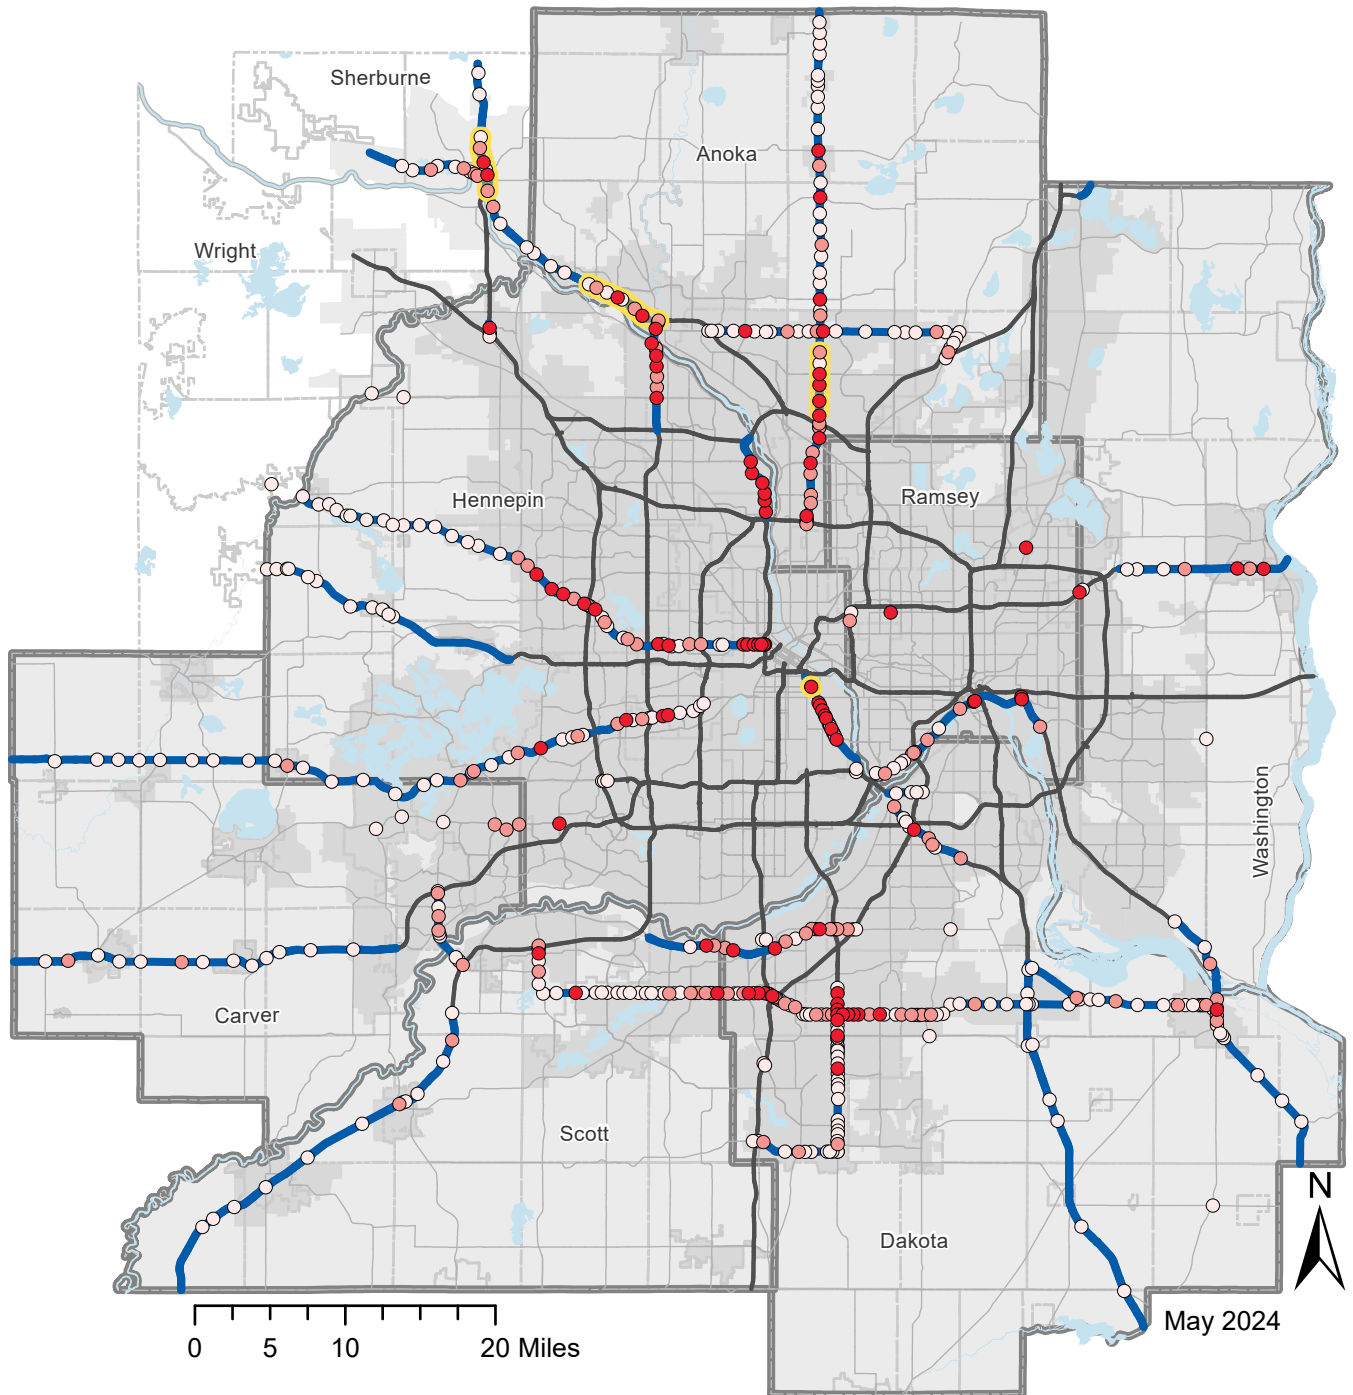 Sherburne
Anoka
Wright
Hennepin
Ramsey
Washington
Carver
Scott
Dakota
N
May 2024
0 5 10 20 Miles